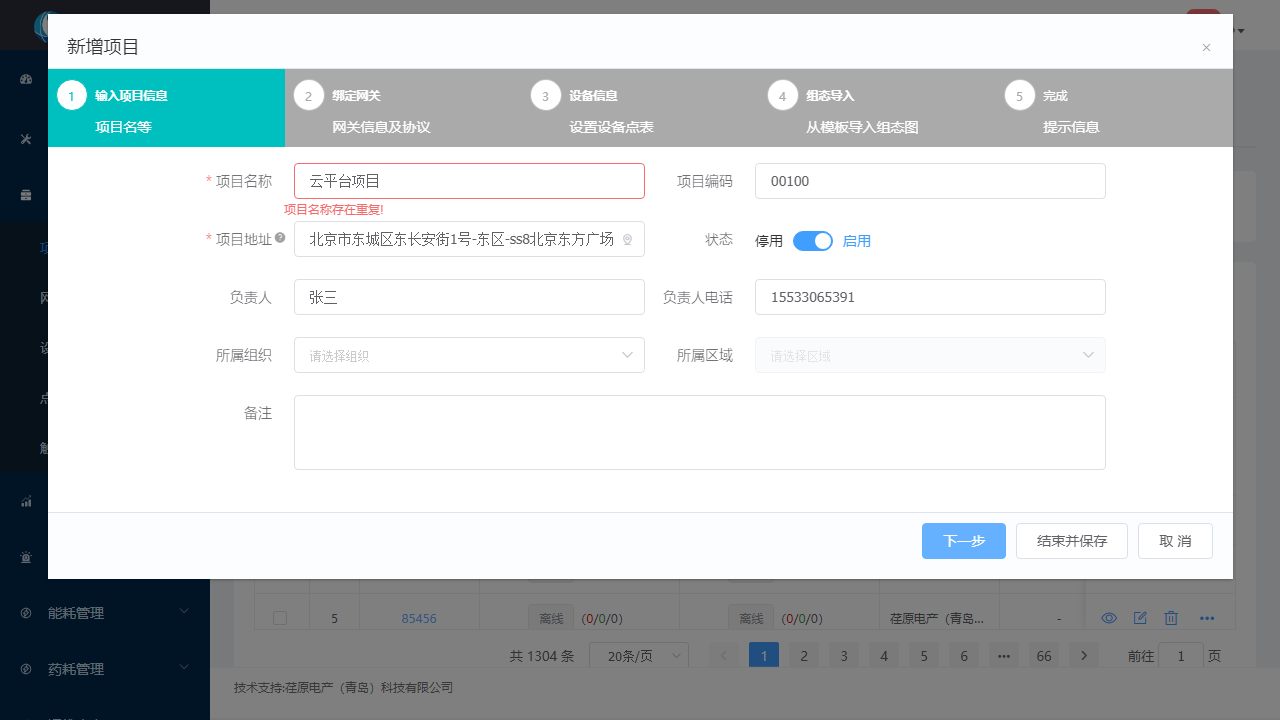 新增项目
×
1 输入项目信息
项目名等
2 绑定网关
网关信息及协议
3 设备信息
设置设备点表
4 组态导入
从模板导入组态图
5 完成
提示信息
* 项目名称 云平台项目 项目编码 00100
项目名称存在重复!
* 项目地址 北京市东城区东长安街1号-东区-ss8北京东方广场 状态 停用 启用
负责人 张三 负责人电话 15533065391
所属组织 请选择组织 所属区域 请选择区域
备注
下一步 结束并保存 取 消
能耗管理
药耗管理
5 85456 离线 (0/0/0) 离线 (0/0/0) 荏原电产（青岛... -
共 1304 条 20条/页 1 2 3 4 5 6 ••• 66 前往 1 页
技术支持:荏原电产（青岛）科技有限公司